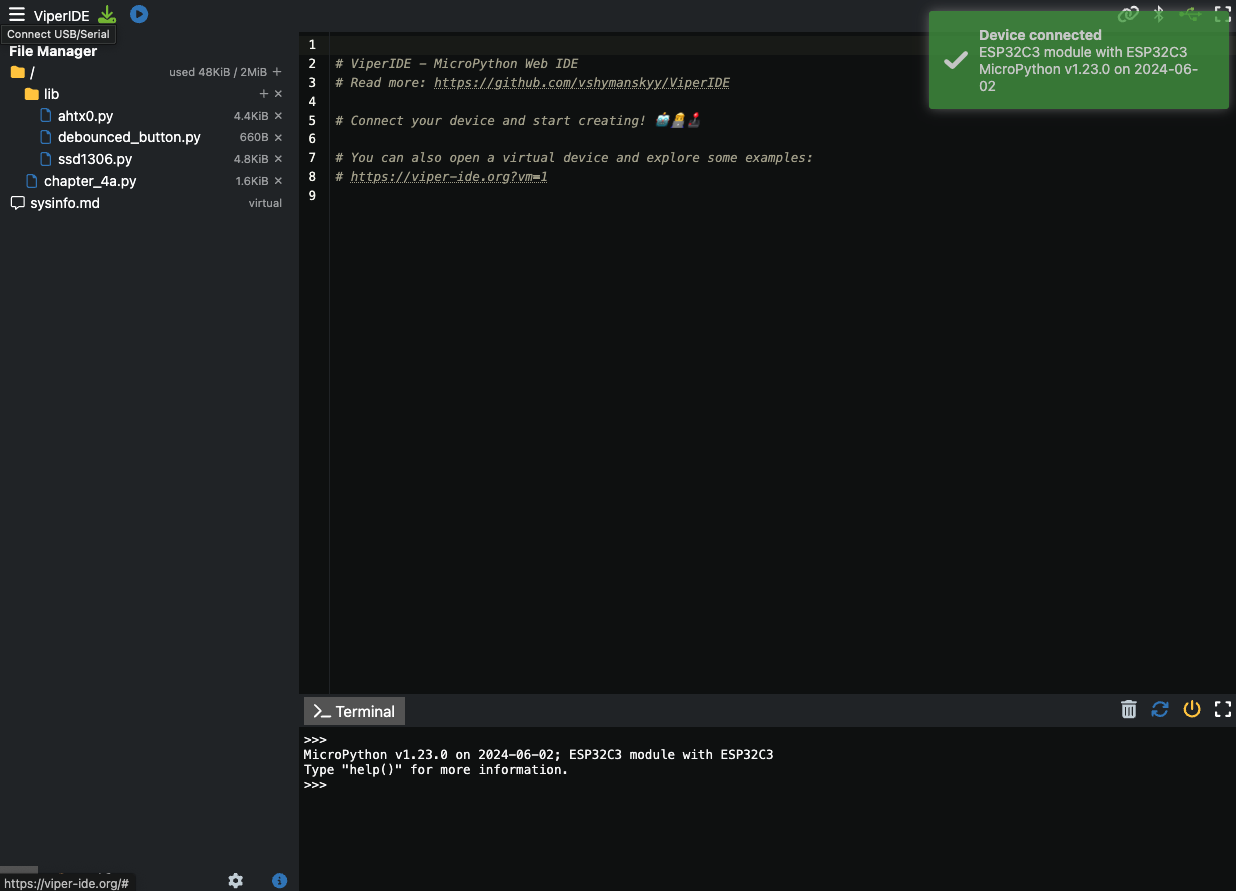 ViperIDE
Connect USB/Serial
File Manager
/ used 48KiB / 2MiB +
lib + ×
ahtx0.py 4.4KiB ×
debounced_button.py 660B ×
ssd1306.py 4.8KiB ×
chapter_4a.py 1.6KiB ×
sysinfo.md virtual
1
2 # ViperIDE - MicroPython Web IDE
3 # Read more: https://github.com/vshymanskyy/ViperIDE
4
5 # Connect your device and start creating! 🤖👷‍♀️🕹️
6
7 # You can also open a virtual device and explore some examples:
8 # https://viper-ide.org?vm=1
9
Device connected
ESP32C3 module with ESP32C3
MicroPython v1.23.0 on 2024-06-
02
>_ Terminal
>>>
MicroPython v1.23.0 on 2024-06-02; ESP32C3 module with ESP32C3
Type "help()" for more information.
>>>
https://viper-ide.org/#